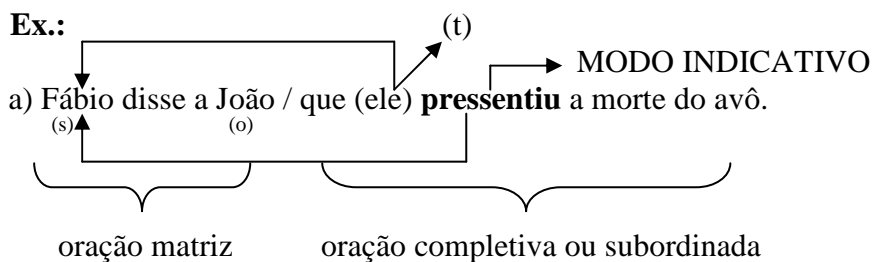 Ex.: (t)
MODO INDICATIVO
a) Fábio disse a João / que (ele) pressentiu a morte do avô.
(s) (o)
oração matriz oração completiva ou subordinada